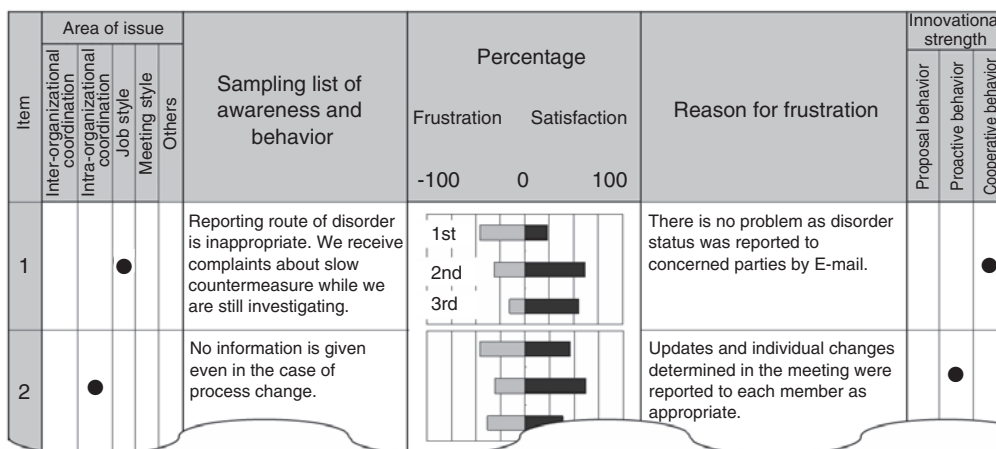 Item
Area of issue
Inter-organizational
coordination
Intra-organizational
coordination
Job style
Meeting style
Others
Sampling list of
awareness and
behavior
Percentage
Frustration Satisfaction
-100 0 100
Reason for frustration
Innovational
strength
Proposal behavior
Proactive behavior
Cooperative behavior
1
Reporting route of disorder
is inappropriate. We receive
complaints about slow
countermeasure while we
are still investigating.
1st
2nd
3rd
There is no problem as disorder
status was reported to
concerned parties by E-mail.
2
No information is given
even in the case of
process change.
Updates and individual changes
determined in the meeting were
reported to each member as
appropriate.